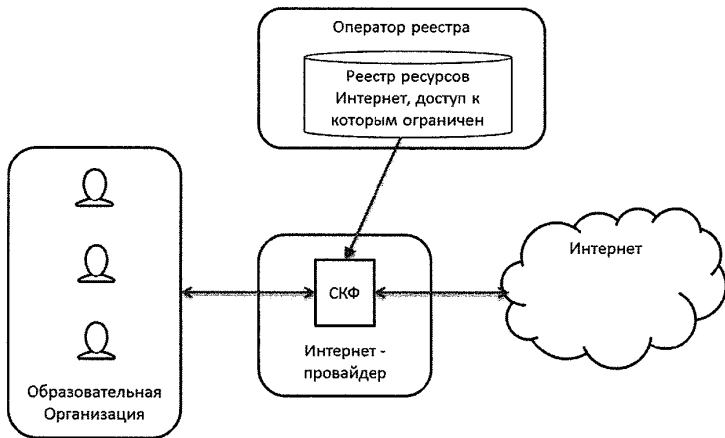 Оператор реестра
Реестр ресурсов
Интернет, доступ к
которым ограничен
Интернет
СКФ
Интернет -
провайдер
Образовательная
Организация